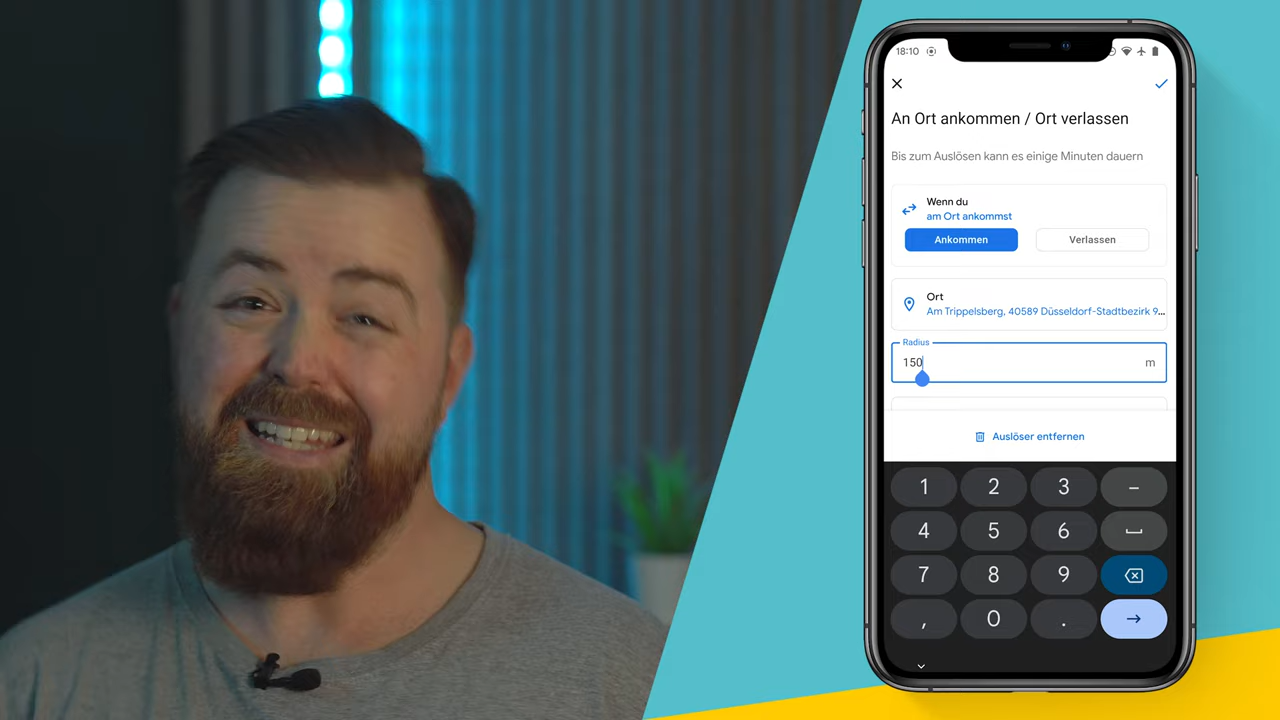 18:10
An Ort ankommen / Ort verlassen
Bis zum Auslösen kann es einige Minuten dauern
Wenn du
am Ort ankommst
Ankommen
Verlassen
Ort
Am Trippelsberg, 40589 Düsseldorf-Stadtbezirk 9...
Radius
150
m
Auslöser entfernen
1 2 3 –
4 5 6
7 8 9
, 0 .